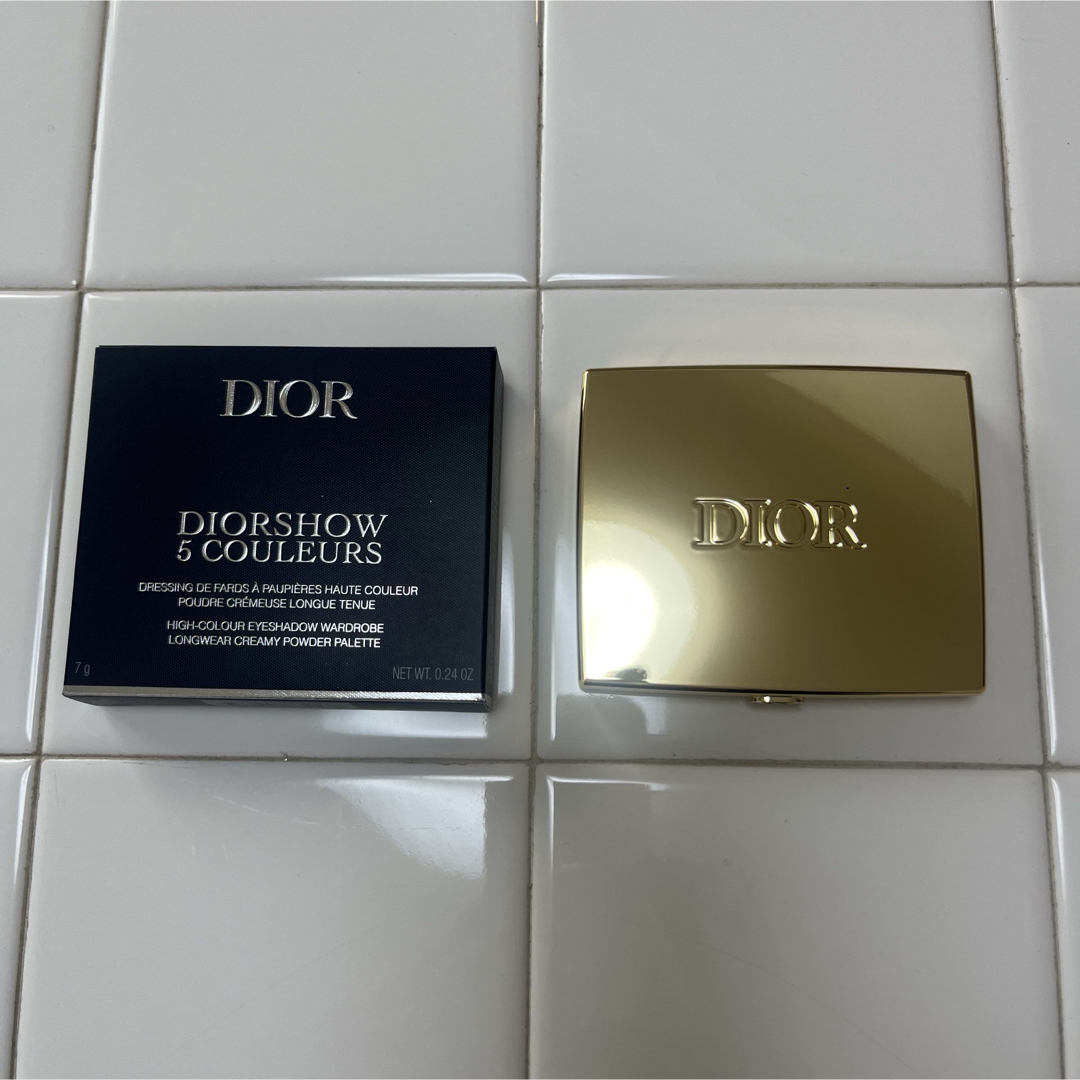 DIOR
DIORSHOW
5 COULEURS
DRESSING DE FARDS À PAUPIÈRES HAUTE COULEUR
POUDRE CRÉMEUSE LONGUE TENUE
HIGH-COLOUR EYESHADOW WARDROBE
LONGWEAR CREAMY POWDER PALETTE
7 g
NET WT. 0.24 OZ
DIOR